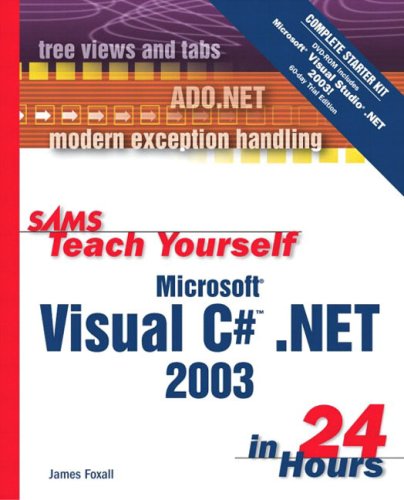 tree views and tabs
ADO.NET
modern exception handling
COMPLETE STARTER KIT
DVD-ROM Includes
Microsoft® Visual Studio® .NET
2003!
60-day Trial Edition
SAMS
Teach Yourself
Microsoft®
Visual C#™ .NET
2003
in 24
Hours
James Foxall